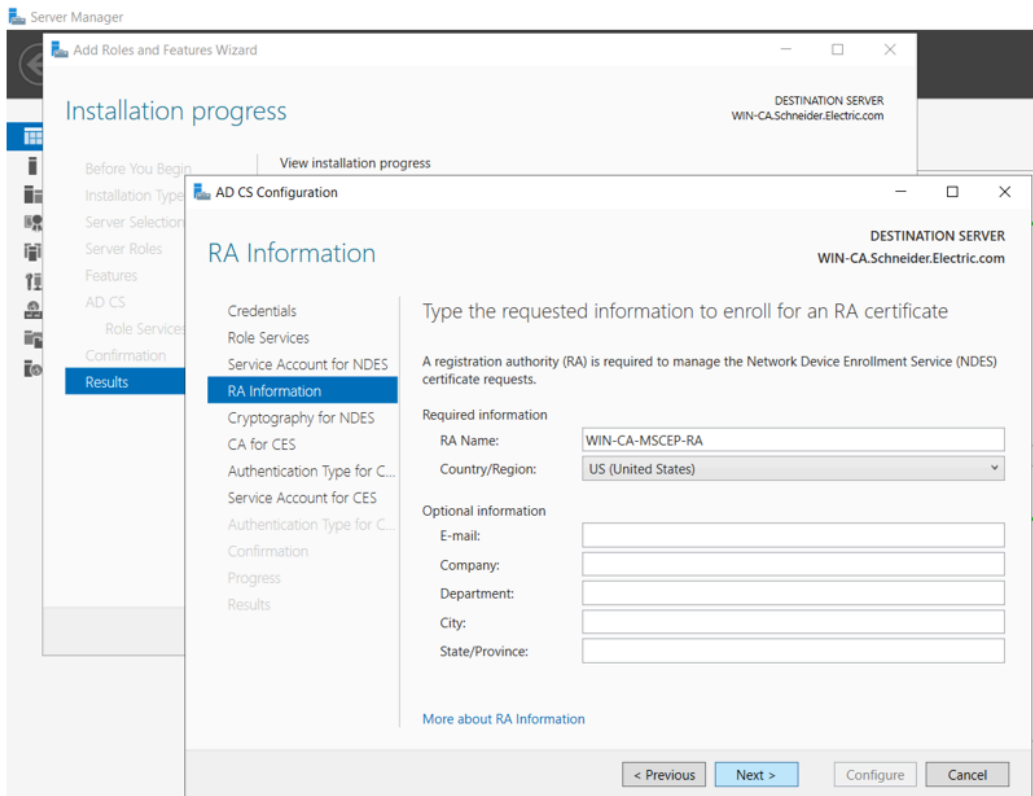 Server Manager
Add Roles and Features Wizard
Installation progress
DESTINATION SERVER
WIN-CA.Schneider.Electric.com
Before You Begin
Installation Type
Server Selection
Server Roles
Features
AD CS
Role Services
Confirmation
Results
View installation progress
AD CS Configuration
RA Information
DESTINATION SERVER
WIN-CA.Schneider.Electric.com
Credentials
Role Services
Service Account for NDES
RA Information
Cryptography for NDES
CA for CES
Authentication Type for C...
Service Account for CES
Authentication Type for C...
Confirmation
Progress
Results
Type the requested information to enroll for an RA certificate
A registration authority (RA) is required to manage the Network Device Enrollment Service (NDES)
certificate requests.
Required information
RA Name: WIN-CA-MSCEP-RA
Country/Region: US (United States)
Optional information
E-mail:
Company:
Department:
City:
State/Province:
More about RA Information
< Previous Next > Configure Cancel